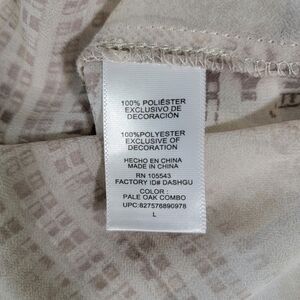 100% POLIÉSTER
EXCLUSIVO DE
DECORACIÓN
100%POLYESTER
EXCLUSIVE OF
DECORATION
HECHO EN CHINA
MADE IN CHINA
RN 105543
FACTORY ID# DASHGU
COLOR :
PALE OAK COMBO
UPC:827576890978
L